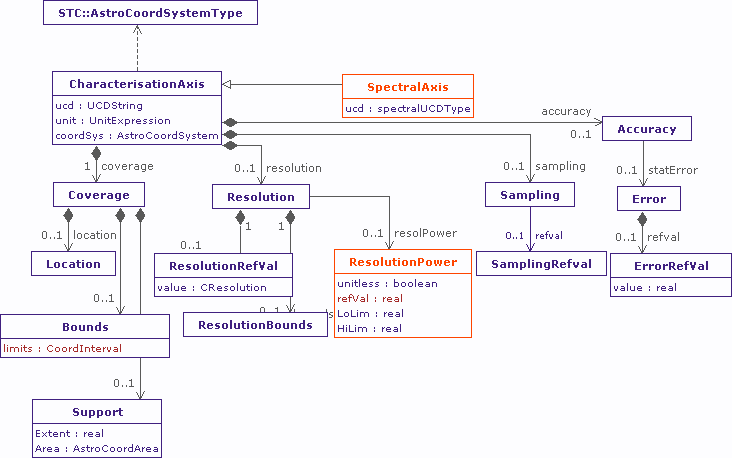 STC::AstroCoordSystemType
CharacterisationAxis
ucd : UCDString
unit : UnitExpression
coordSys : AstroCoordSystem
SpectralAxis
ucd : spectralUCDType
accuracy
0..1
Accuracy
1 coverage
0..1 resolution
0..1 sampling
0..1 statError
Coverage
Resolution
Sampling
Error
0..1 location
1
1
0..1 resolPower
0..1 refval
0..1 refval
Location
0..1
ResolutionRefVal
value : CResolution
ResolutionPower
unitless : boolean
refVal : real
LoLim : real
HiLim : real
SamplingRefval
ErrorRefVal
value : real
0..1
0..1
Bounds
limits : CoordInterval
ResolutionBounds
0..1
Support
Extent : real
Area : AstroCoordArea